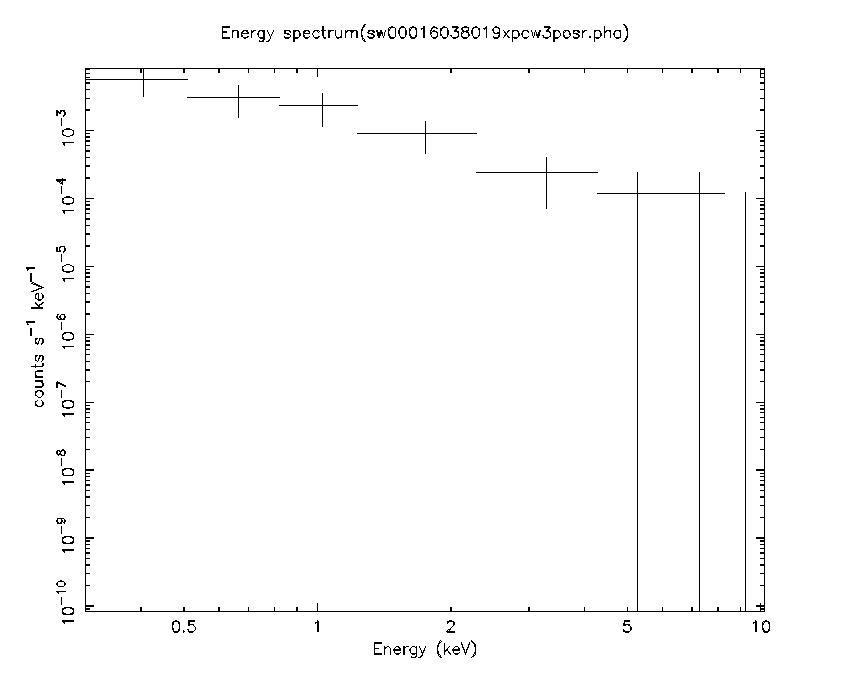 Energy spectrum(sw00016038019xpcw3posr.pha)
counts s⁻¹ keV⁻¹
10⁻³
10⁻⁴
10⁻⁵
10⁻⁶
10⁻⁷
10⁻⁸
10⁻⁹
10⁻¹⁰
0.5 1 2 5 10
Energy (keV)